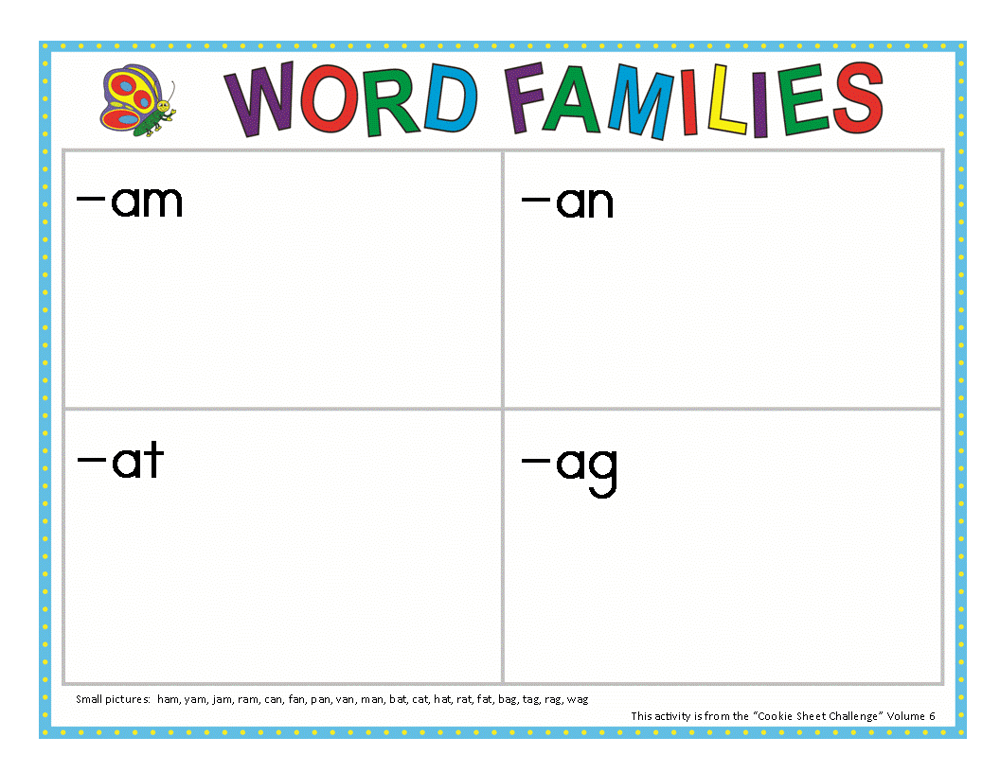 WORD FAMILIES
–am
–an
–at
–ag
Small pictures: ham, yam, jam, ram, can, fan, pan, van, man, bat, cat, hat, rat, fat, bag, tag, rag, wag
This activity is from the “Cookie Sheet Challenge” Volume 6